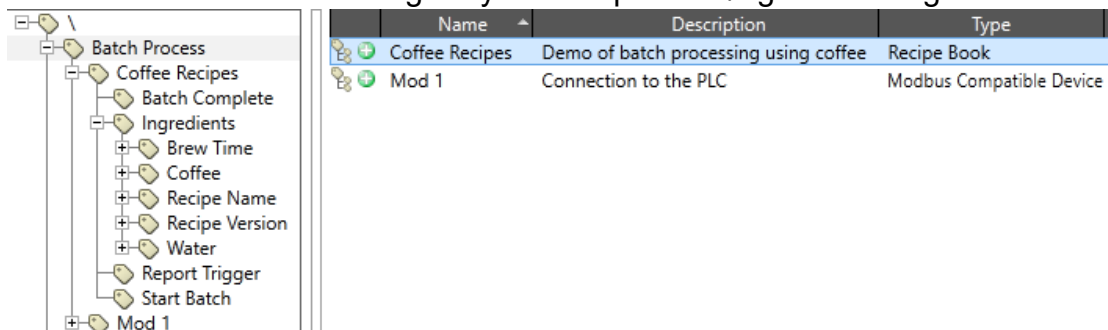 \
Batch Process
Coffee Recipes
Batch Complete
Ingredients
Brew Time
Coffee
Recipe Name
Recipe Version
Water
Report Trigger
Start Batch
Mod 1
Name Description Type
Coffee Recipes Demo of batch processing using coffee Recipe Book
Mod 1 Connection to the PLC Modbus Compatible Device